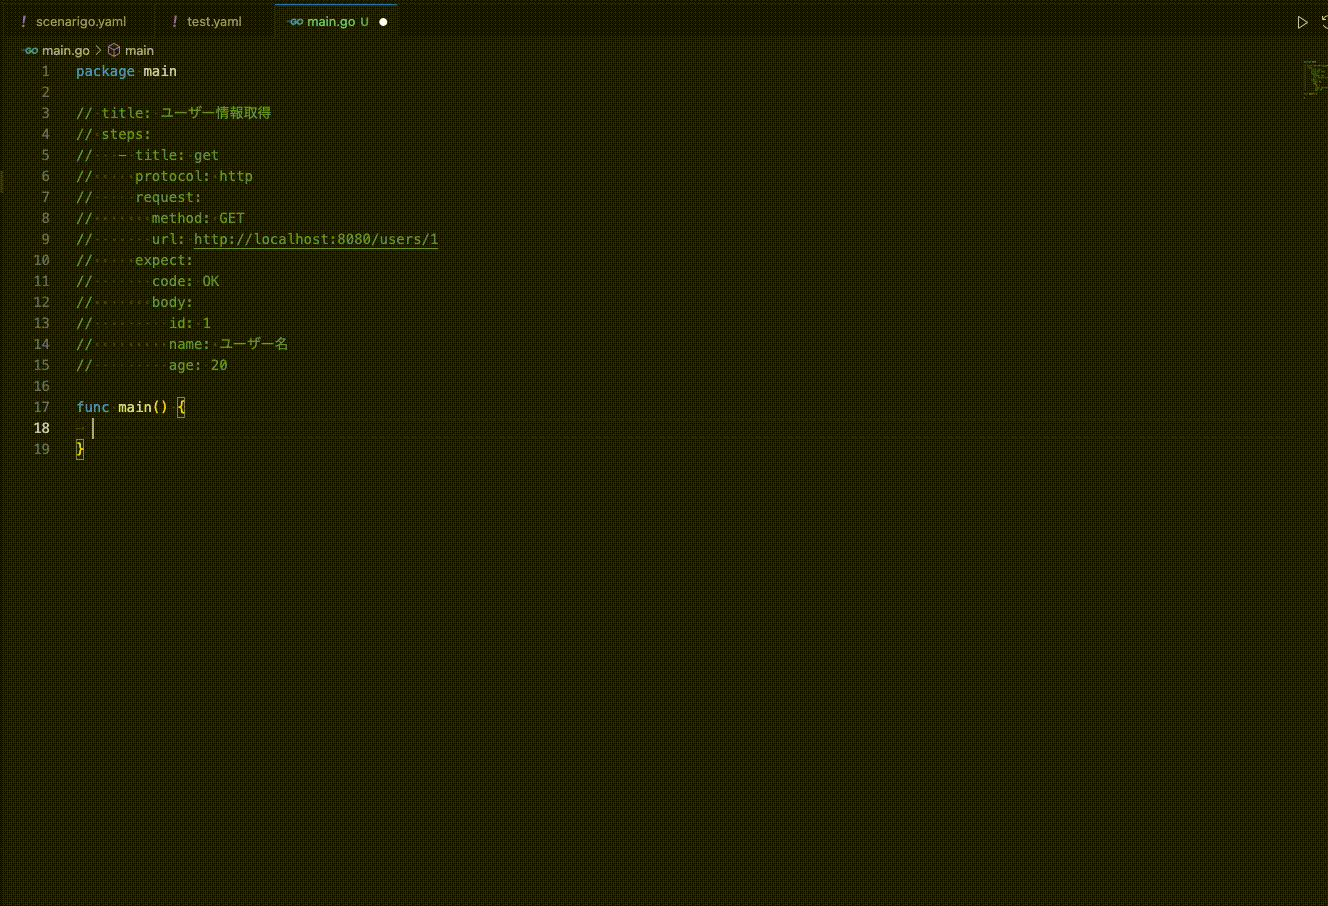 scenarigo.yaml test.yaml main.go U
main.go > main
1 package main
2
3 // title: ユーザー情報取得
4 // steps:
5 //   - title: get
6 //     protocol: http
7 //     request:
8 //       method: GET
9 //       url: http://localhost:8080/users/1
10 //     expect:
11 //       code: OK
12 //       body:
13 //         id: 1
14 //         name: ユーザー名
15 //         age: 20
16
17 func main() {
18
19 }